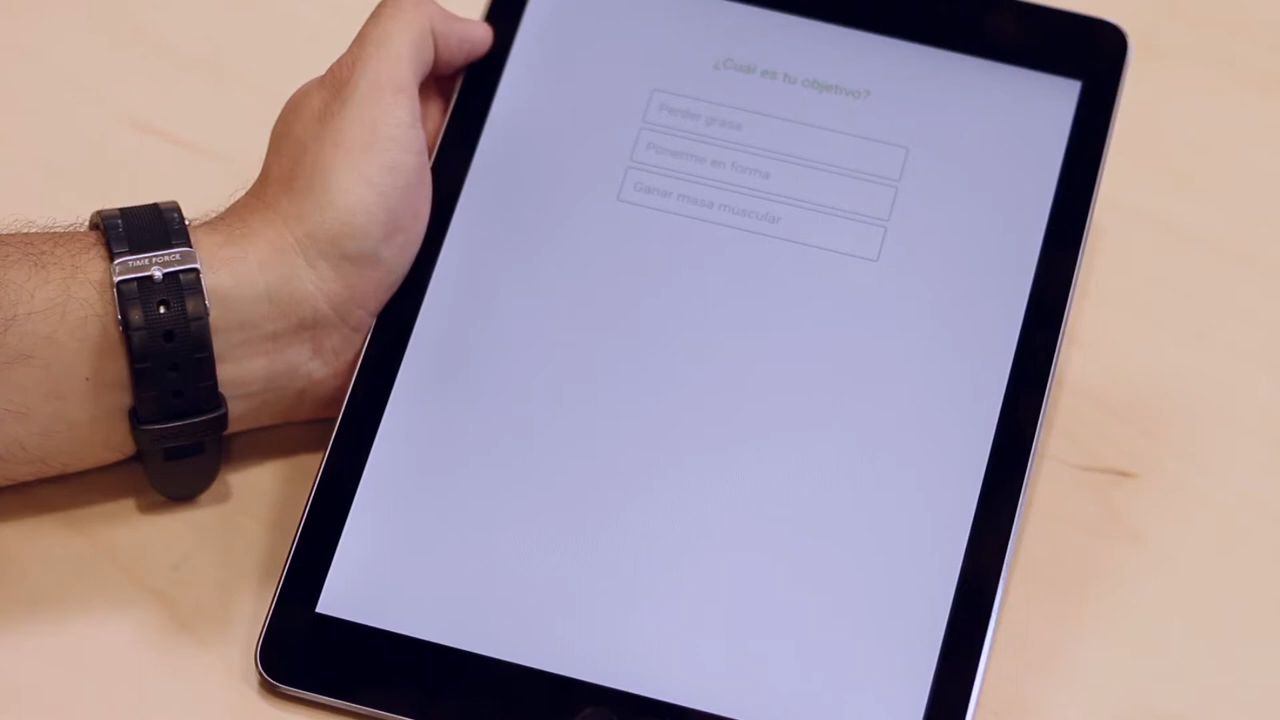 ¿Cuál es tu objetivo?
Perder grasa
Ponerme en forma
Ganar masa muscular
TIME FORCE